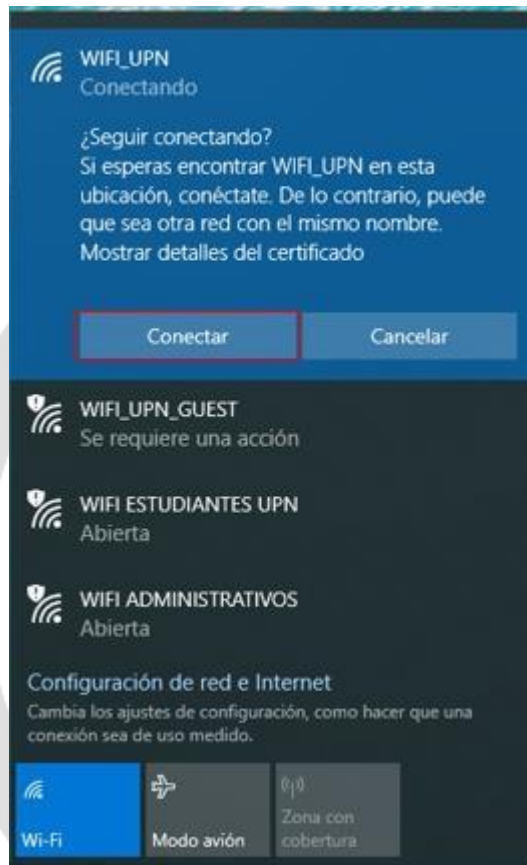 WIFI_UPN
Conectando
¿Seguir conectando?
Si esperas encontrar WIFI_UPN en esta
ubicación, conéctate. De lo contrario, puede
que sea otra red con el mismo nombre.
Mostrar detalles del certificado
Conectar Cancelar
WIFI_UPN_GUEST
Se requiere una acción
WIFI ESTUDIANTES UPN
Abierta
WIFI ADMINISTRATIVOS
Abierta
Configuración de red e Internet
Cambia los ajustes de configuración, como hacer que una
conexión sea de uso medido.
Wi-Fi Modo avión Zona con
cobertura